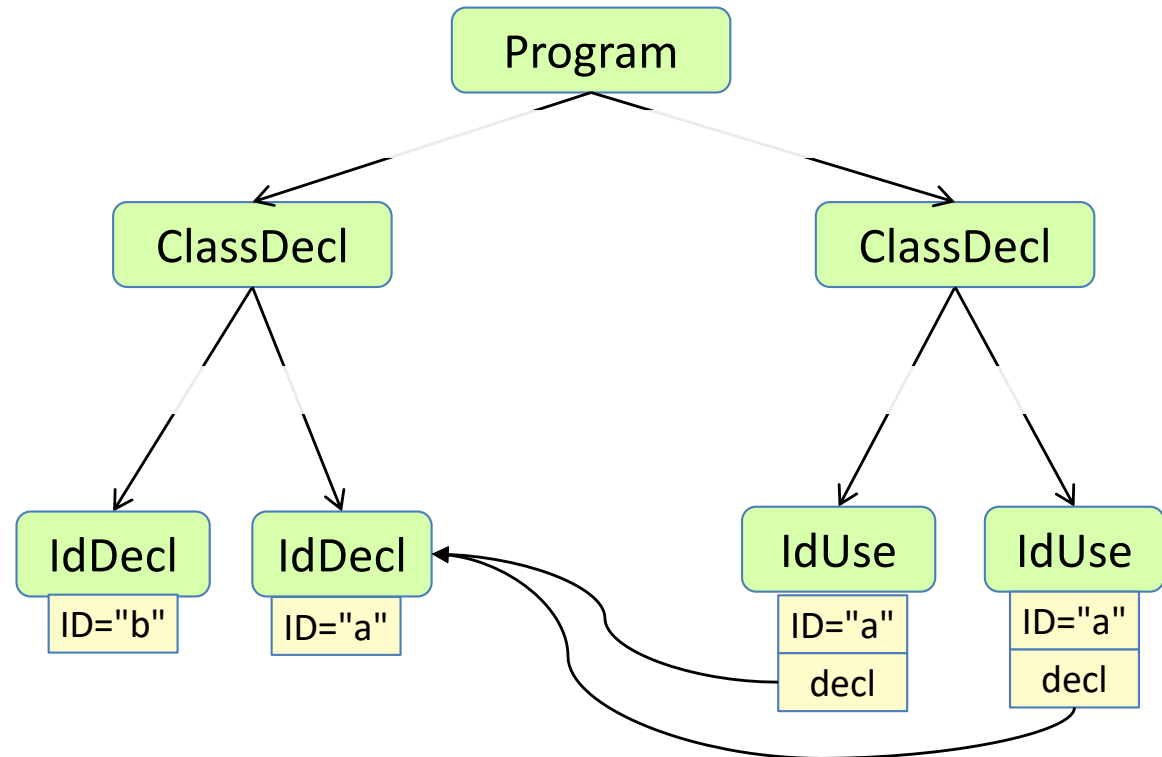 Program
ClassDecl
ClassDecl
IdDecl
IdDecl
IdUse
IdUse
ID="b"
ID="a"
ID="a"
ID="a"
decl
decl